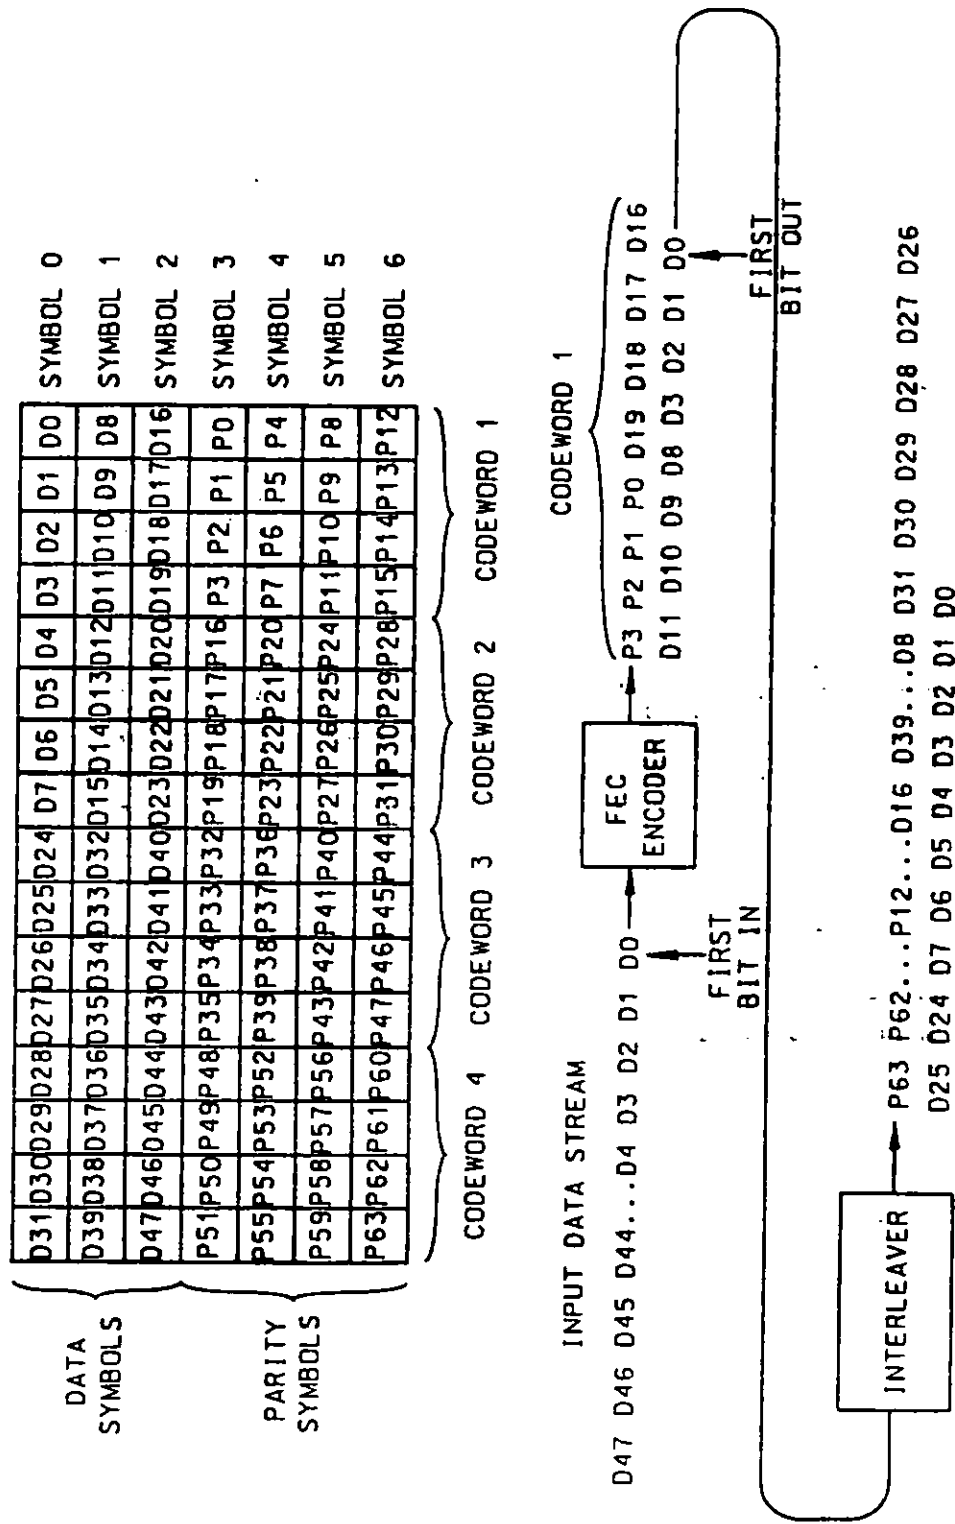 D31 D30 D29 D28 D27 D26 D25 D24 D7 D6 D5 D4 D3 D2 D1 D0 SYMBOL 0
D39 D38 D37 D36 D35 D34 D33 D32 D15 D14 D13 D12 D11 D10 D9 D8 SYMBOL 1
D47 D46 D45 D44 D43 D42 D41 D40 D23 D22 D21 D20 D19 D18 D17 D16 SYMBOL 2
P51 P50 P49 P48 P35 P34 P33 P32 P19 P18 P17 P16 P3 P2 P1 P0 SYMBOL 3
P55 P54 P53 P52 P39 P38 P37 P36 P23 P22 P21 P20 P7 P6 P5 P4 SYMBOL 4
P59 P58 P57 P56 P43 P42 P41 P40 P27 P26 P25 P24 P11 P10 P9 P8 SYMBOL 5
P63 P62 P61 P60 P47 P46 P45 P44 P31 P30 P29 P28 P15 P14 P13 P12 SYMBOL 6
DATA
SYMBOLS
PARITY
SYMBOLS
CODEWORD 4 CODEWORD 3 CODEWORD 2 CODEWORD 1
INPUT DATA STREAM
D47 D46 D45 D44...D4 D3 D2 D1 D0
FIRST
BIT IN
FEC
ENCODER
CODEWORD 1
P3 P2 P1 P0 D19 D18 D17 D16
D11 D10 D9 D8 D3 D2 D1 D0
FIRST
BIT OUT
INTERLEAVER
P63 P62...P12...D16 D39...D8 D31 D30 D29 D28 D27 D26
D25 D24 D7 D6 D5 D4 D3 D2 D1 D0